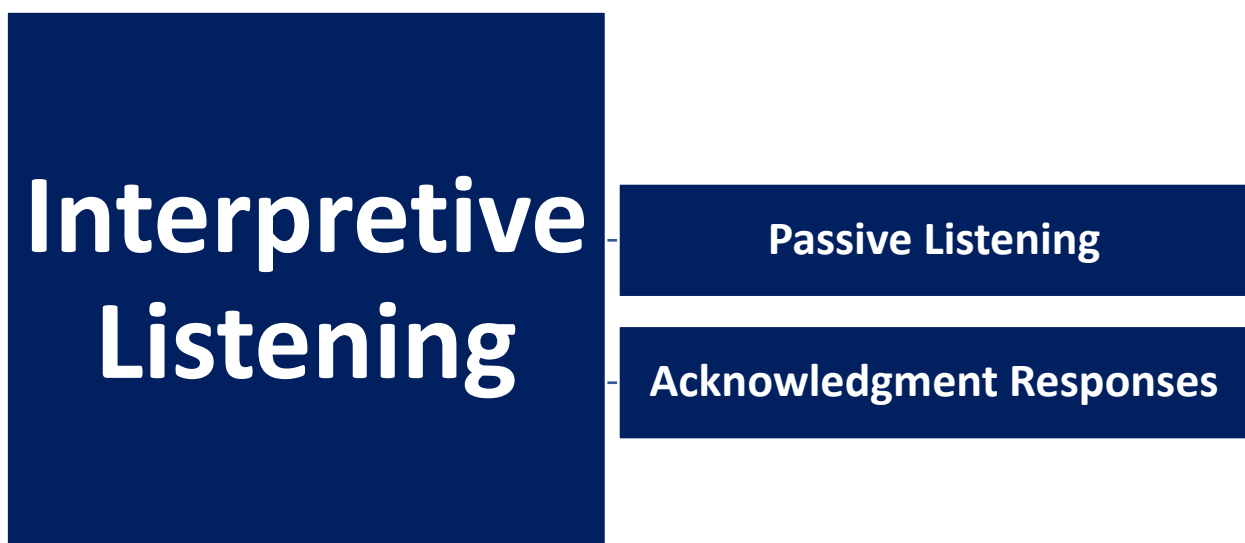 Interpretive
Listening
Passive Listening
Acknowledgment Responses